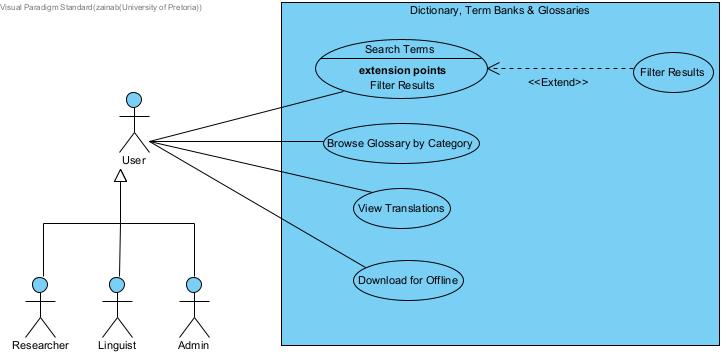 Visual Paradigm Standard(zainab(University of Pretoria))
Dictionary, Term Banks & Glossaries
Search Terms
extension points
Filter Results
<<Extend>>
Filter Results
User
Browse Glossary by Category
View Translations
Download for Offline
Researcher
Linguist
Admin